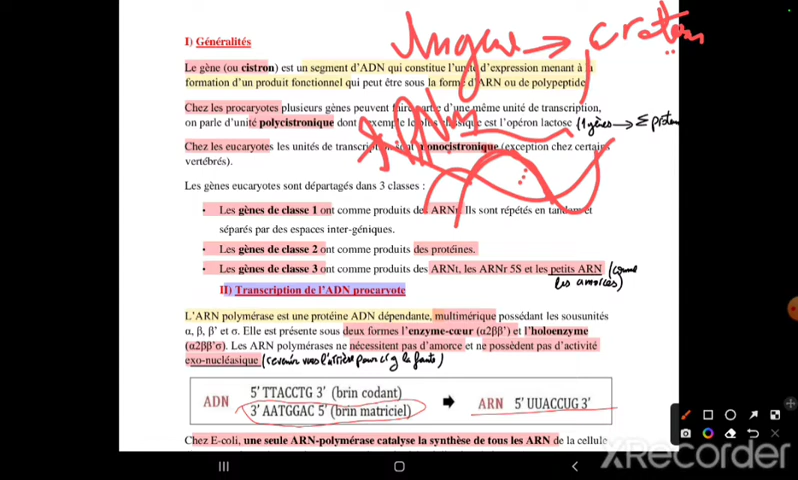 I) Généralités
Le gène (ou cistron) est un segment d'ADN qui constitue l'unité d'expression menant à la
formation d'un produit fonctionnel qui peut être sous la forme d'ARN ou de polypeptide.
Chez les procaryotes plusieurs gènes peuvent faire partie d'une même unité de transcription,
on parle d'unité polycistronique dont l'exemple le plus classique est l'opéron lactose
Chez les eucaryotes les unités de transcription sont monocistronique (exception chez certains
vertébrés).
Les gènes eucaryotes sont départagés dans 3 classes :
• Les gènes de classe 1 ont comme produits des ARNr. Ils sont répétés en tandem et
séparés par des espaces inter-géniques.
• Les gènes de classe 2 ont comme produits des protéines.
• Les gènes de classe 3 ont comme produits des ARNt, les ARNr 5S et les petits ARN (comme
les amorces)
II) Transcription de l'ADN procaryote
L'ARN polymérase est une protéine ADN dépendante, multimérique possédant les sousunités
α, β, β' et σ. Elle est présente sous deux formes l'enzyme-cœur (α2ββ') et l'holoenzyme
(α2ββ'σ). Les ARN polymérases ne nécessitent pas d'amorce et ne possèdent pas d'activité
exo-nucléasique (revenir vers l'arrière pour la faute)
ADN 5' TTACCTG 3' (brin codant)
3' AATGGAC 5' (brin matriciel) ARN 5' UUACCUG 3'
Chez E-coli, une seule ARN-polymérase catalyse la synthèse de tous les ARN de la cellule
XRecorder